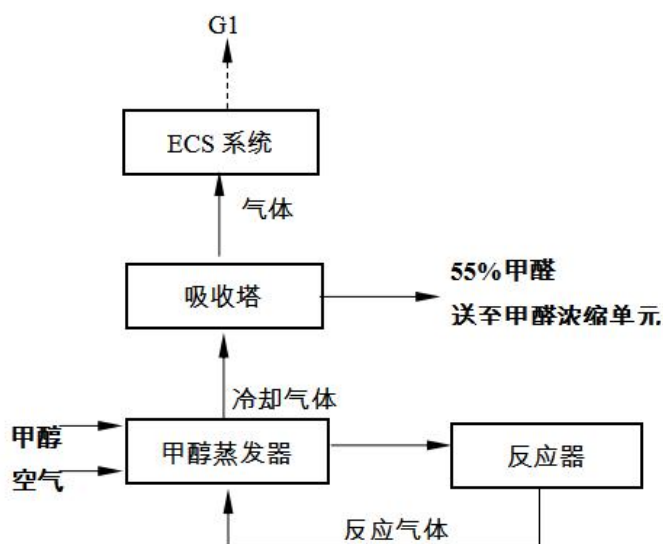 G1
ECS 系统
气体
吸收塔
55%甲醛
送至甲醛浓缩单元
冷却气体
甲醇
空气
甲醇蒸发器
反应器
反应气体